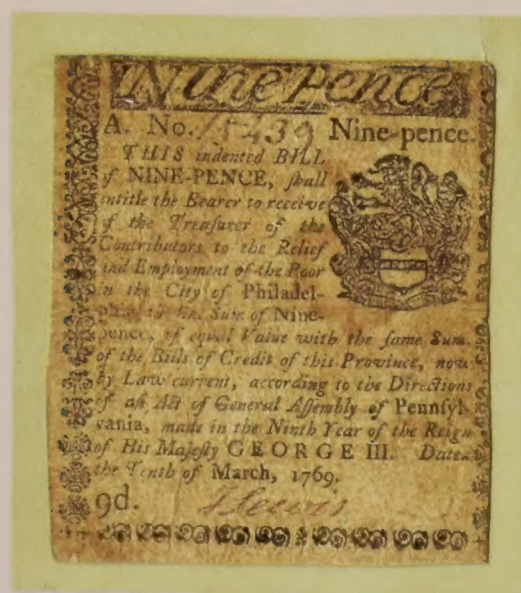 Nine Pence
A. No. 15439 Nine-pence.
THIS indented BILL
of NINE-PENCE, ſhall
entitle the Bearer to receive
of the Treaſurer of the
Contributors to the Relief
and Employment of the Poor
in the City of Philadel-
phia, the Sum of Nine-
pence, of equal Value with the ſame Sum
of the Bills of Credit of this Province, now
by Law current, according to the Directions
of an Act of General Aſſembly of Pennſyl-
vania, made in the Ninth Year of the Reign
of His Majeſty GEORGE III. Dated
the Tenth of March, 1769.
9d. Lewis